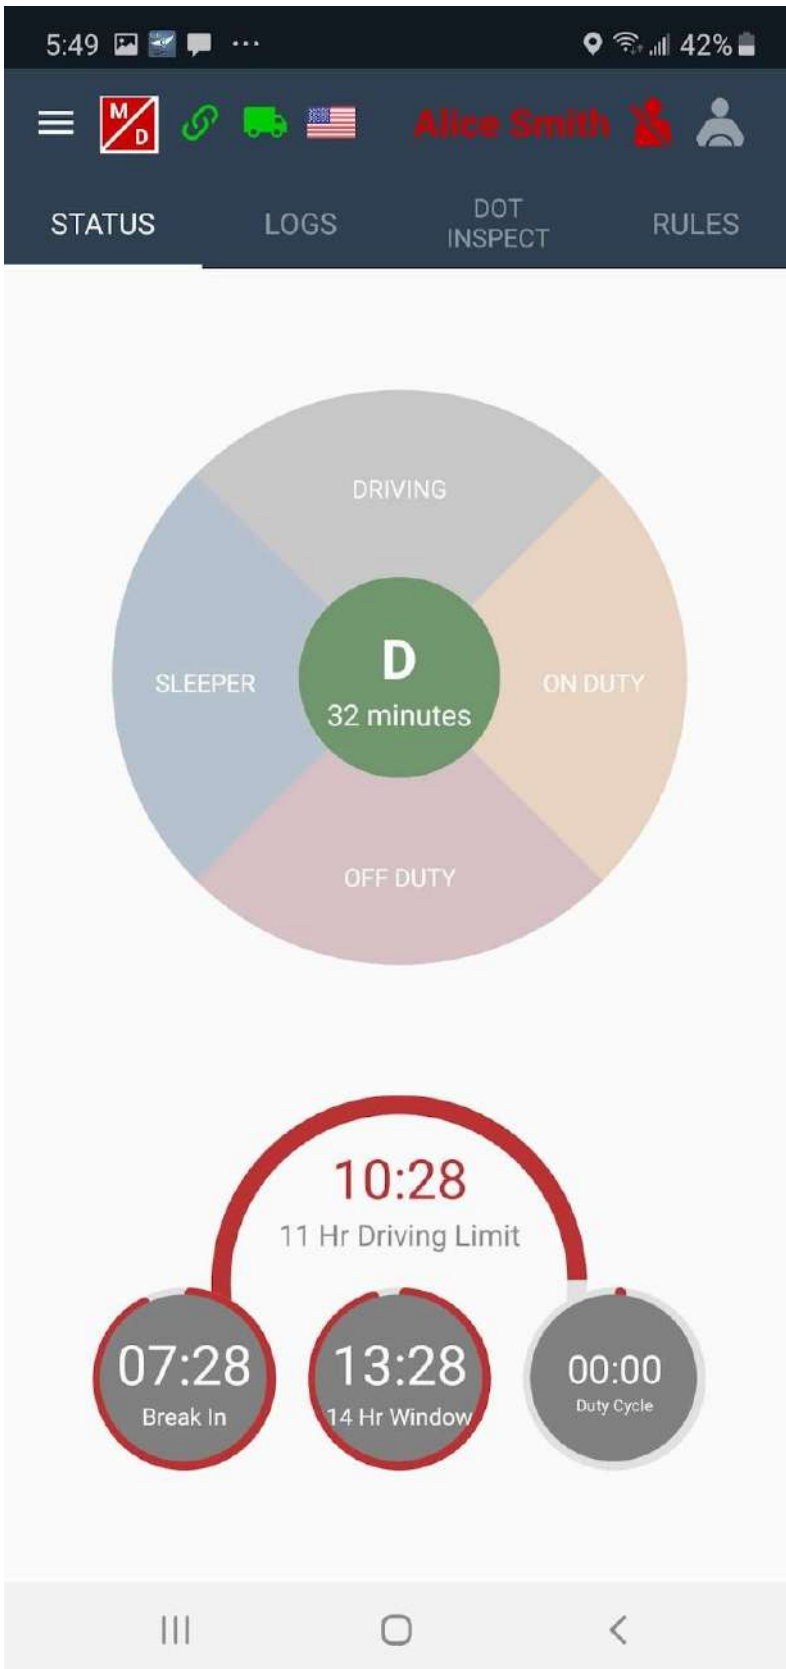 5:49 ... 42%
M
D
Alice Smith
STATUS
LOGS
DOT
INSPECT
RULES
DRIVING
SLEEPER
D
32 minutes
ON DUTY
OFF DUTY
10:28
11 Hr Driving Limit
07:28
Break In
13:28
14 Hr Window
00:00
Duty Cycle